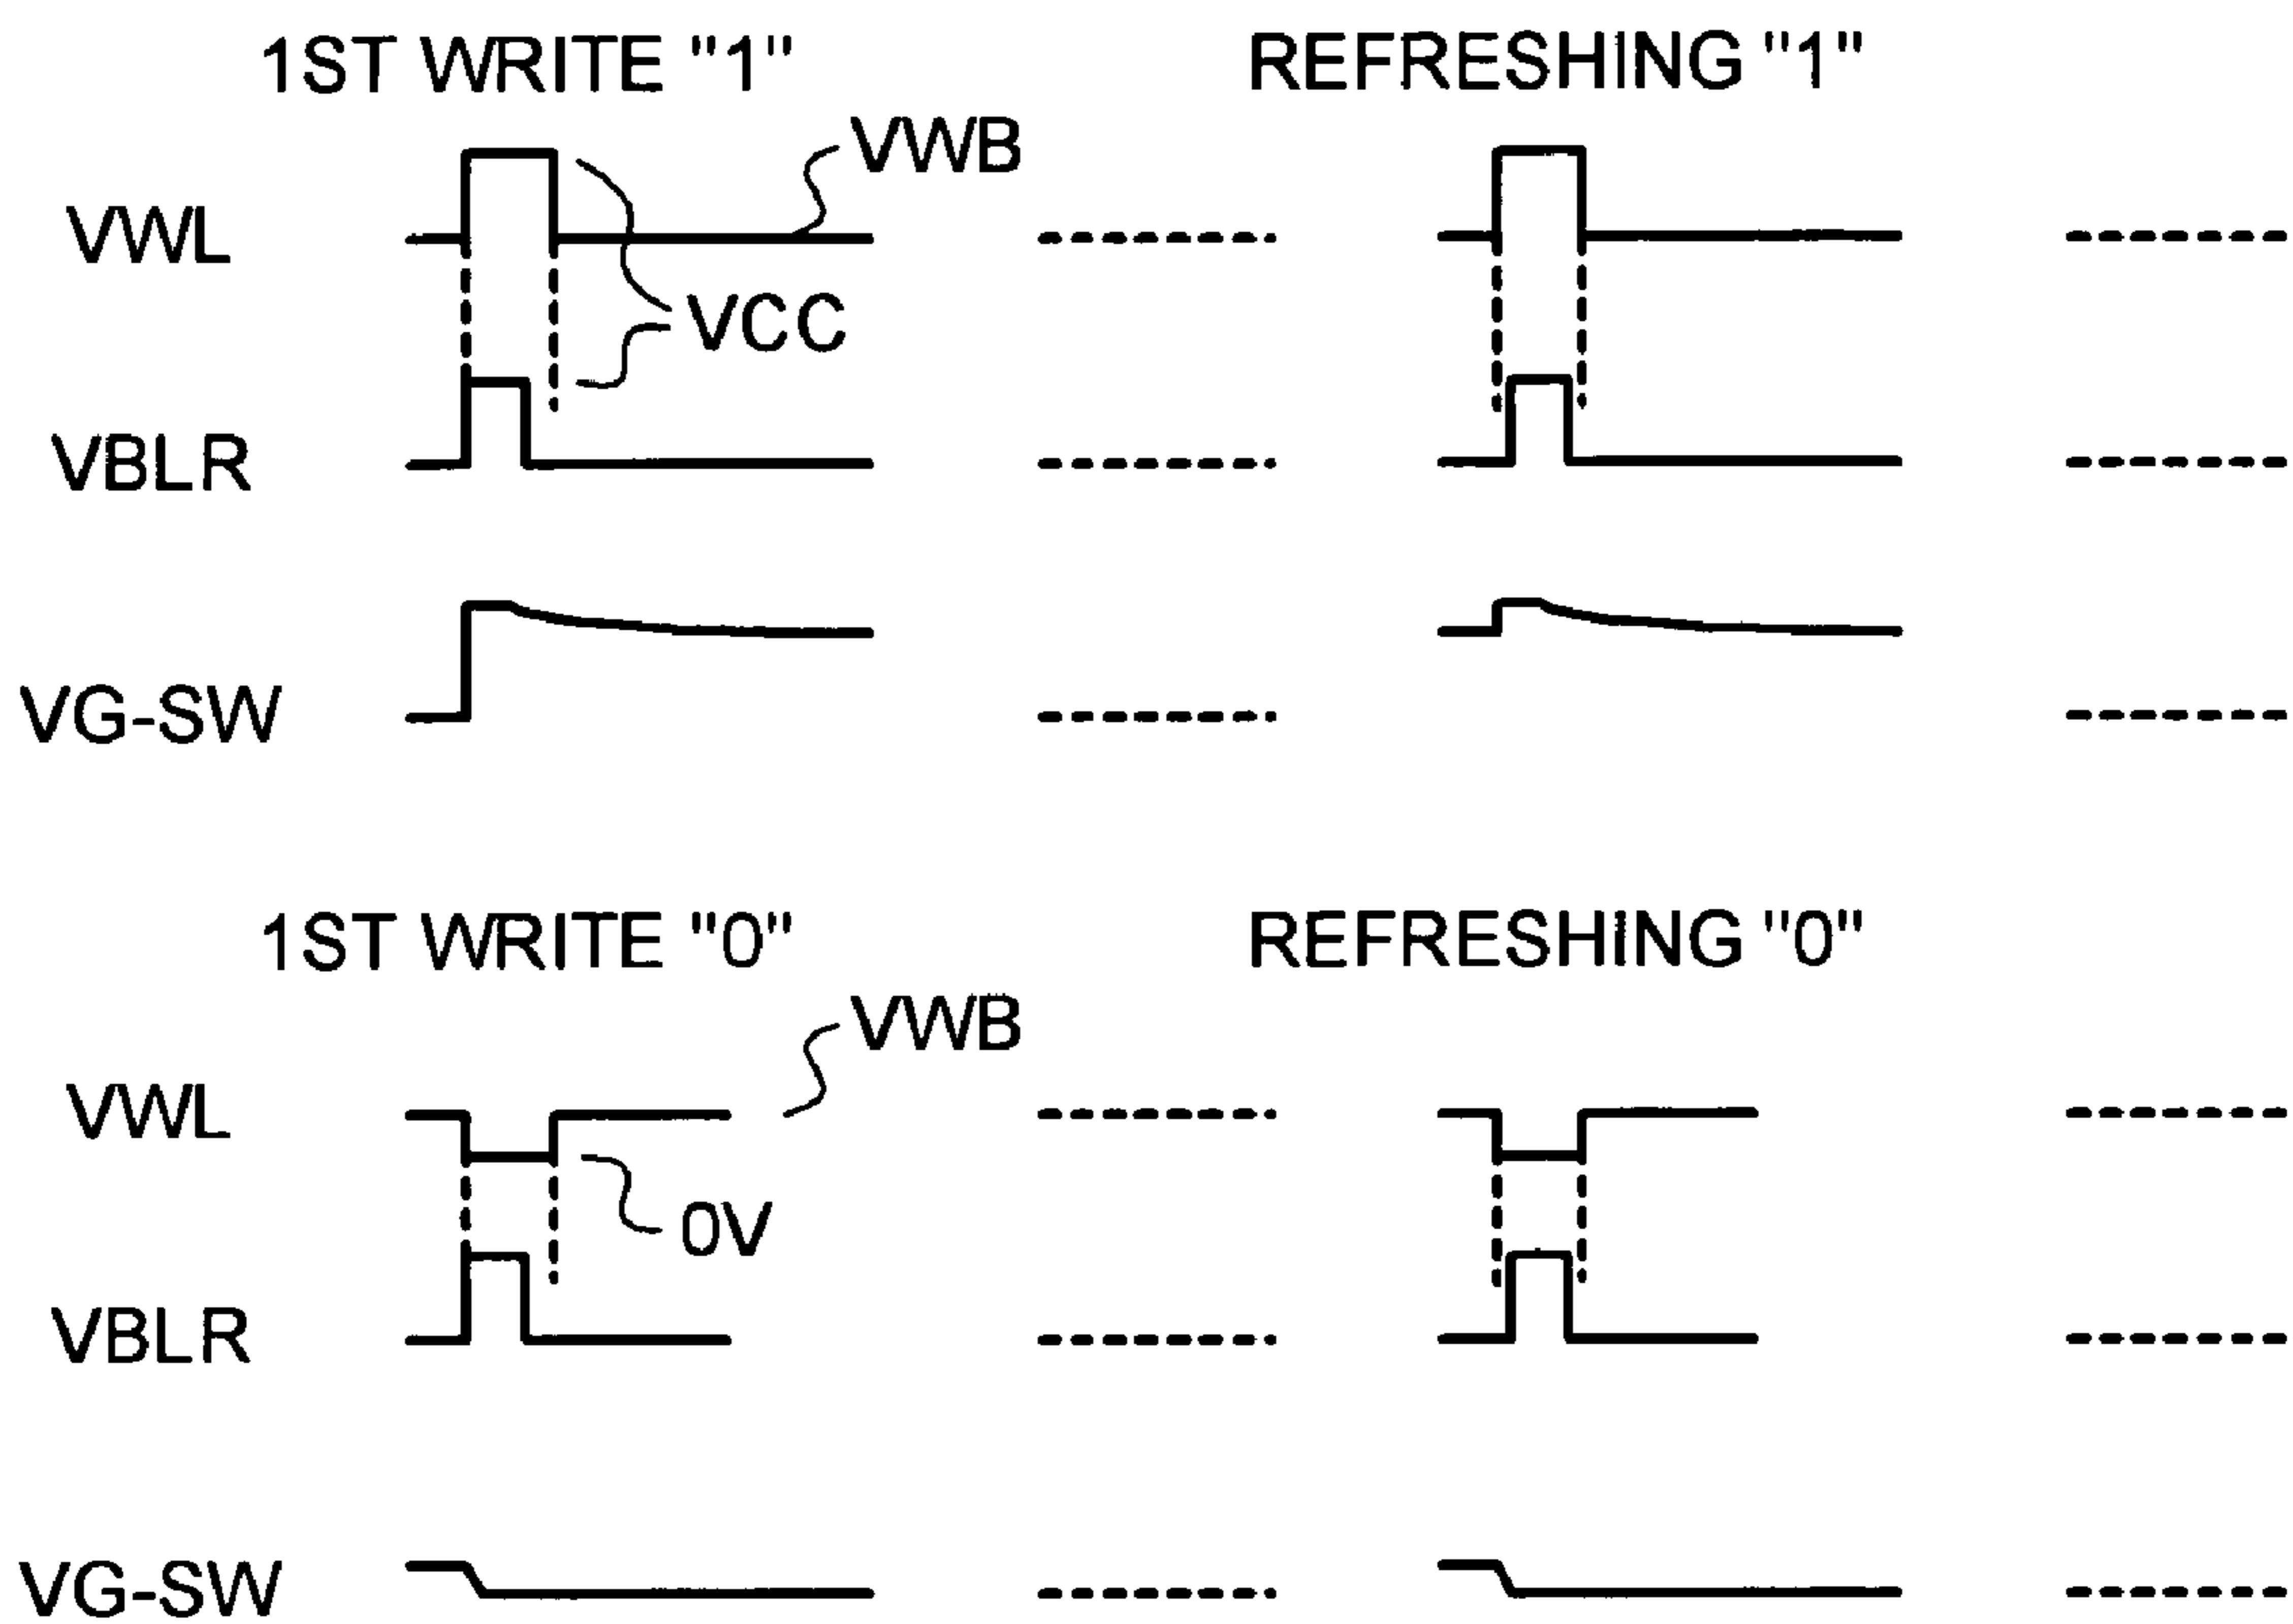 1ST WRITE "1"
REFRESHING "1"
VWB
VWL
VCC
VBLR
VG-SW
1ST WRITE "0"
REFRESHING "0"
VWB
VWL
0V
VBLR
VG-SW